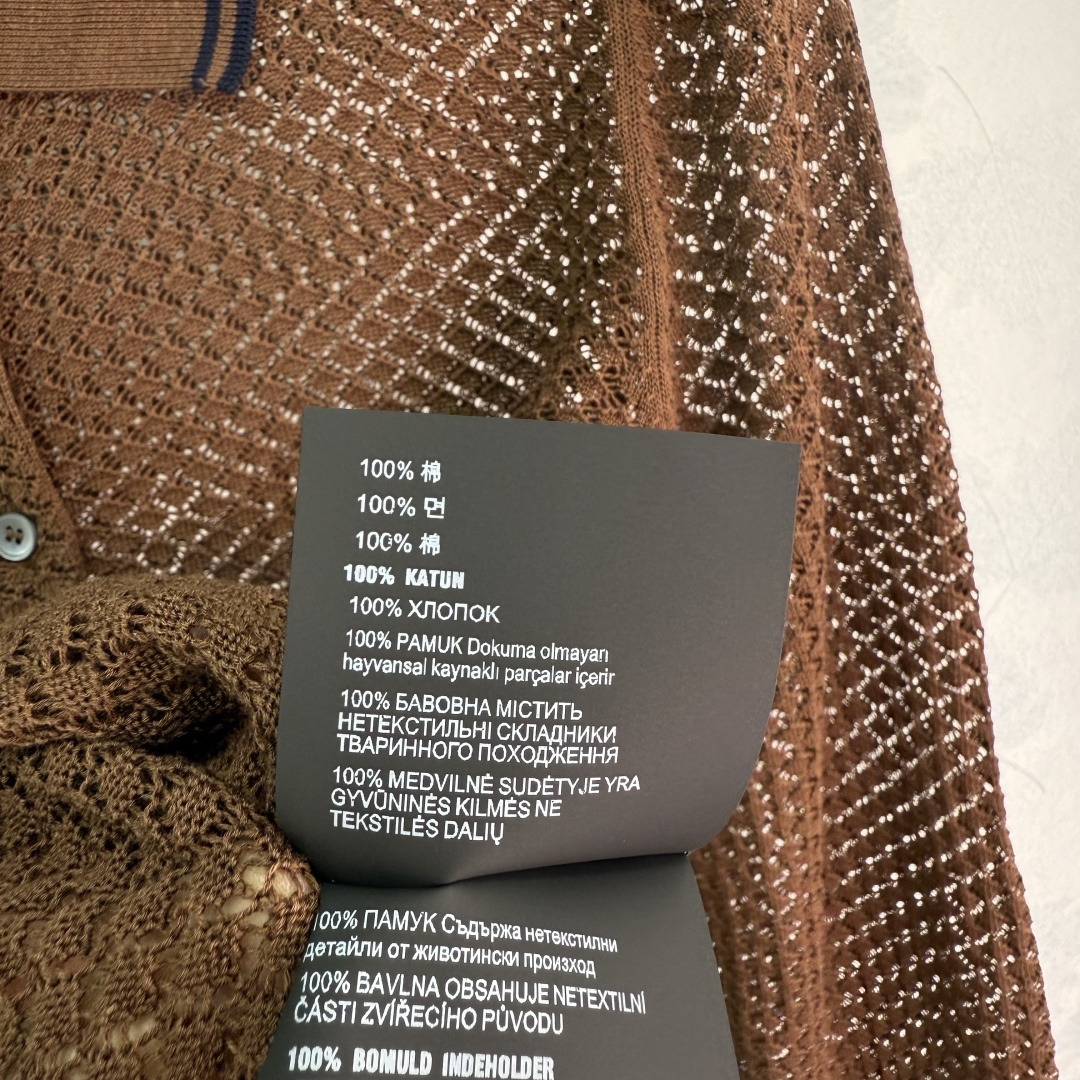 100% 棉
100% 면
100% 棉
100% KATUN
100% ХЛОПОК
100% PAMUK Dokuma olmayan
hayvansal kaynaklı parçalar içerir
100% БАВОВНА МІСТИТЬ
НЕТЕКСТИЛЬНІ СКЛАДНИКИ
ТВАРИННОГО ПОХОДЖЕННЯ
100% MEDVILNĖ SUDĖTYJE YRA
GYVŪNINĖS KILMĖS NE
TEKSTILĖS DALIŲ
100% ПАМУК Съдържа нетекстилни
детайли от животински произход
100% BAVLNA OBSAHUJE NETEXTILNÍ
ČÁSTI ZVÍŘECÍHO PŮVODU
100% BOMULD INDEHOLDER